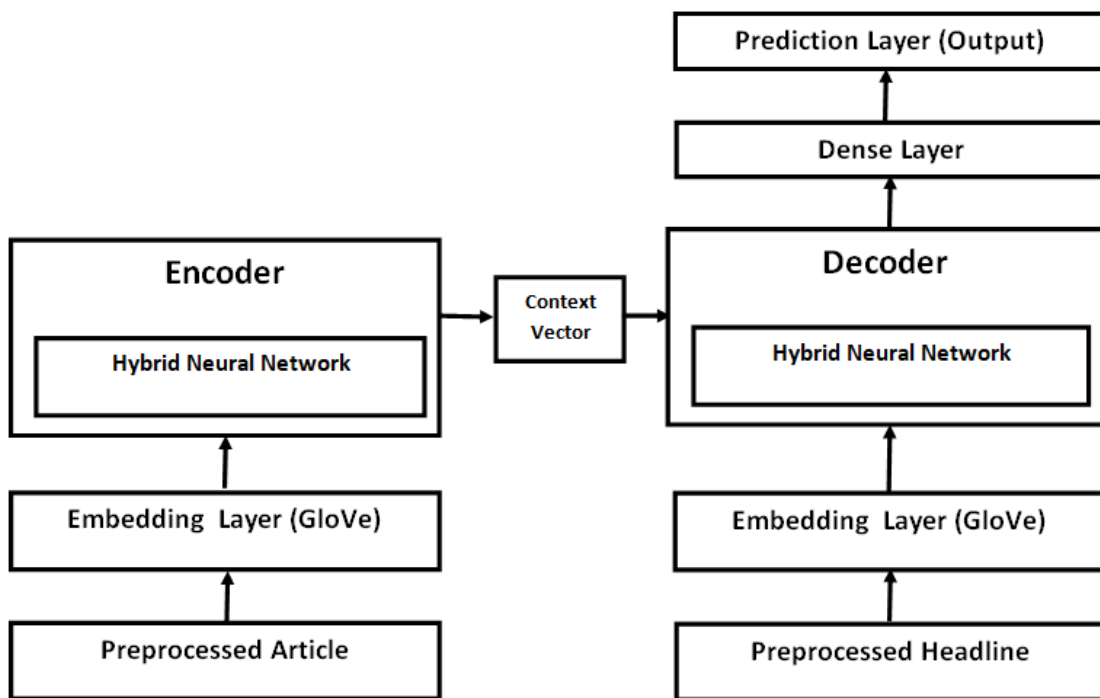 Prediction Layer (Output)
Dense Layer
Encoder
Hybrid Neural Network
Context
Vector
Decoder
Hybrid Neural Network
Embedding Layer (GloVe)
Embedding Layer (GloVe)
Preprocessed Article
Preprocessed Headline